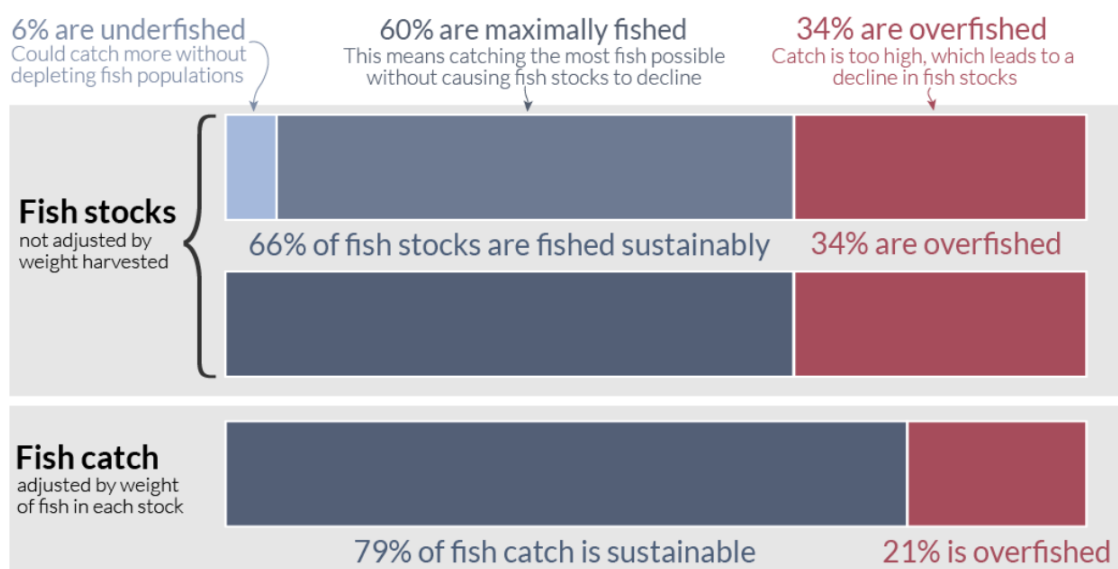 6% are underfished
Could catch more without
depleting fish populations
60% are maximally fished
This means catching the most fish possible
without causing fish stocks to decline
34% are overfished
Catch is too high, which leads to a
decline in fish stocks
Fish stocks
not adjusted by
weight harvested
66% of fish stocks are fished sustainably
34% are overfished
Fish catch
adjusted by weight
of fish in each stock
79% of fish catch is sustainable
21% is overfished